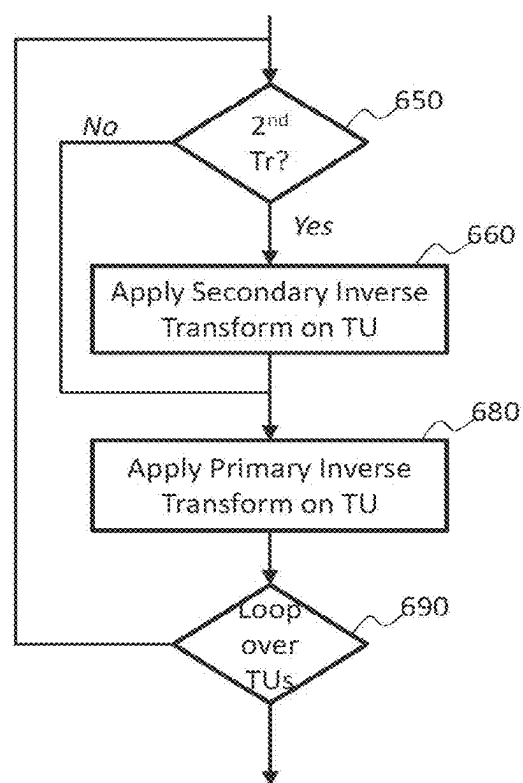 650
2nd
Tr?
No
Yes
660
Apply Secondary Inverse
Transform on TU
680
Apply Primary Inverse
Transform on TU
690
Loop
over
TUs